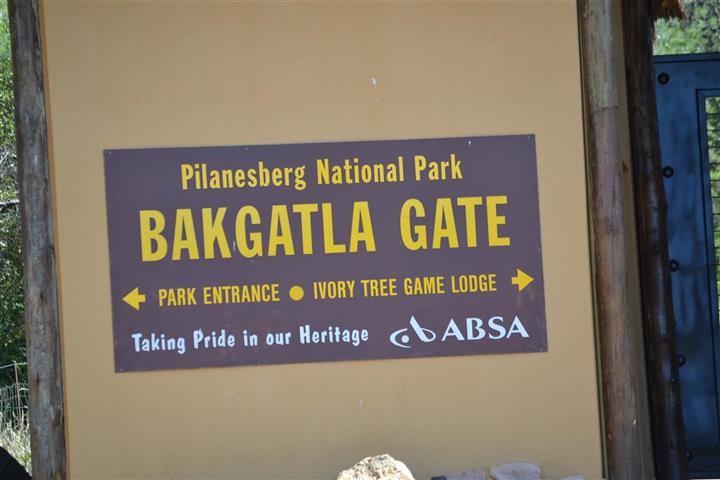 Pilanesberg National Park
BAKGATLA GATE
PARK ENTRANCE ● IVORY TREE GAME LODGE
Taking Pride in our Heritage ABSA